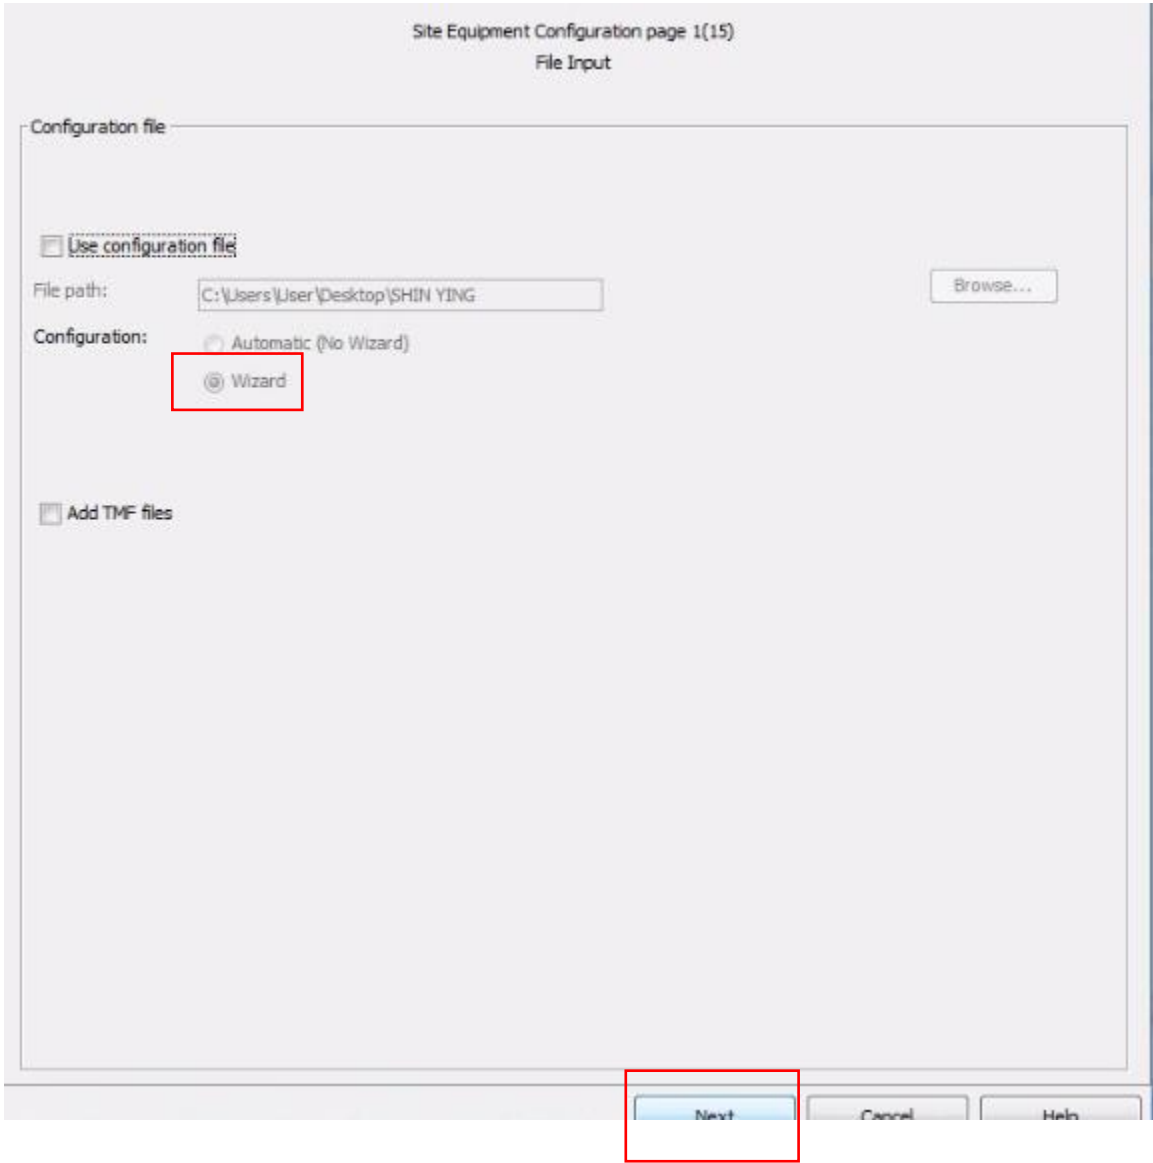 Site Equipment Configuration page 1(15)
File Input
Configuration file
Use configuration file
File path:
C:\Users\User\Desktop\SHIN YING
Browse...
Configuration:
Automatic (No Wizard)
Wizard
Add TMF files
Next
Cancel
Help